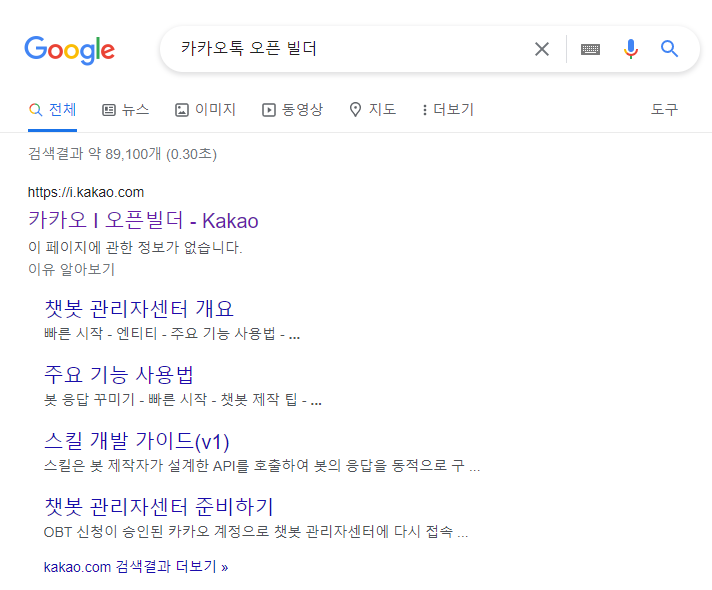 Google
카카오톡 오픈 빌더
전체 뉴스 이미지 동영상 지도 더보기 도구
검색결과 약 89,100개 (0.30초)
https://i.kakao.com
카카오 I 오픈빌더 - Kakao
이 페이지에 관한 정보가 없습니다.
이유 알아보기
챗봇 관리자센터 개요
빠른 시작 - 엔티티 - 주요 기능 사용법 - ...
주요 기능 사용법
봇 응답 꾸미기 - 빠른 시작 - 챗봇 제작 팁 - ...
스킬 개발 가이드(v1)
스킬은 봇 제작자가 설계한 API를 호출하여 봇의 응답을 동적으로 구 ...
챗봇 관리자센터 준비하기
OBT 신청이 승인된 카카오 계정으로 챗봇 관리자센터에 다시 접속 ...
kakao.com 검색결과 더보기 »